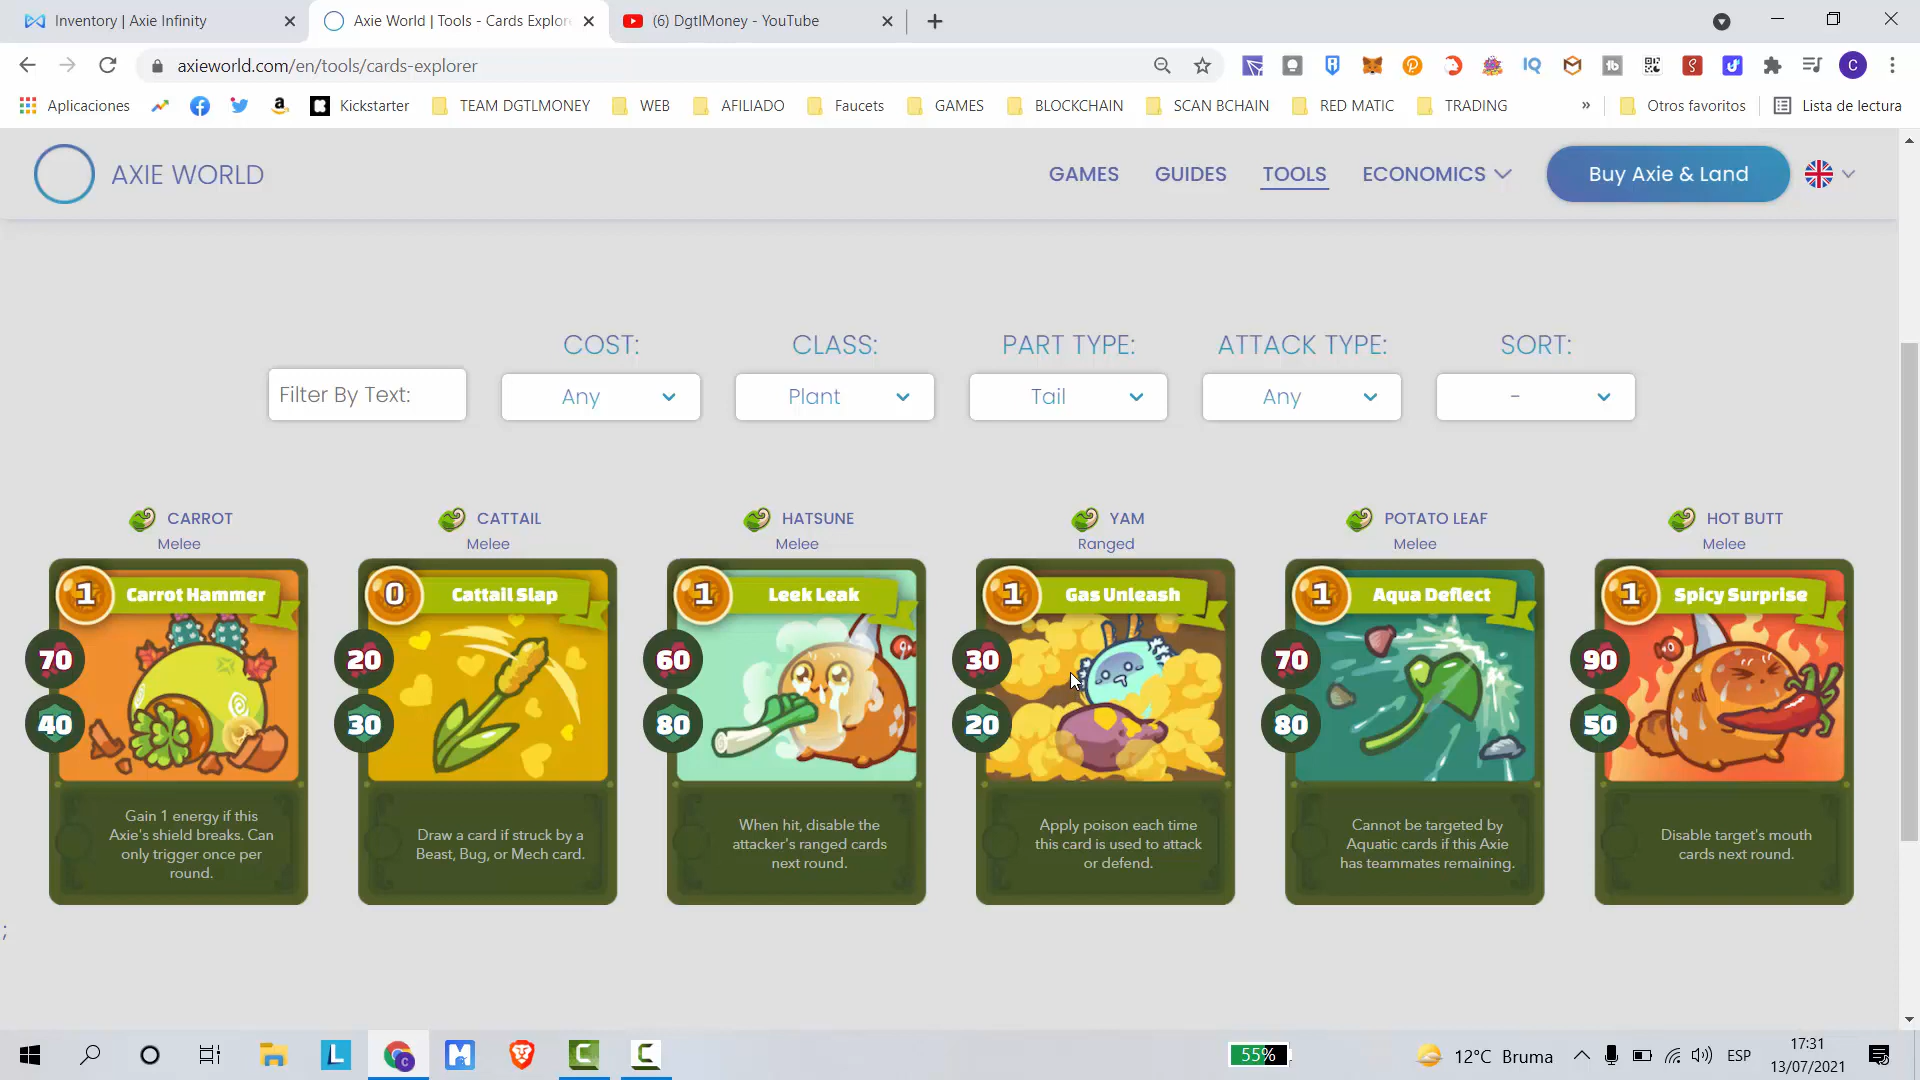 Inventory | Axie Infinity
Axie World | Tools - Cards Explor
(6) DgtlMoney - YouTube
axieworld.com/en/tools/cards-explorer
C
Aplicaciones
Kickstarter
TEAM DGTLMONEY
WEB
AFILIADO
Faucets
GAMES
BLOCKCHAIN
SCAN BCHAIN
RED MATIC
TRADING
»
Otros favoritos
Lista de lectura
AXIE WORLD
GAMES
GUIDES
TOOLS
ECONOMICS
Buy Axie & Land
COST:
CLASS:
PART TYPE:
ATTACK TYPE:
SORT:
Filter By Text:
Any
Plant
Tail
Any
-
CARROT
Melee
1
Carrot Hammer
70
40
Gain 1 energy if this
Axie's shield breaks. Can
only trigger once per
round.
CATTAIL
Melee
0
Cattail Slap
20
30
Draw a card if struck by a
Beast, Bug, or Mech card.
HATSUNE
Melee
1
Leek Leak
60
80
When hit, disable the
attacker's ranged cards
next round.
YAM
Ranged
1
Gas Unleash
30
20
Apply poison each time
this card is used to attack
or defend.
POTATO LEAF
Melee
1
Aqua Deflect
70
80
Cannot be targeted by
Aquatic cards if this Axie
has teammates remaining.
HOT BUTT
Melee
1
Spicy Surprise
90
50
Disable target's mouth
cards next round.
;
55%
12°C Bruma
ESP
17:31
13/07/2021